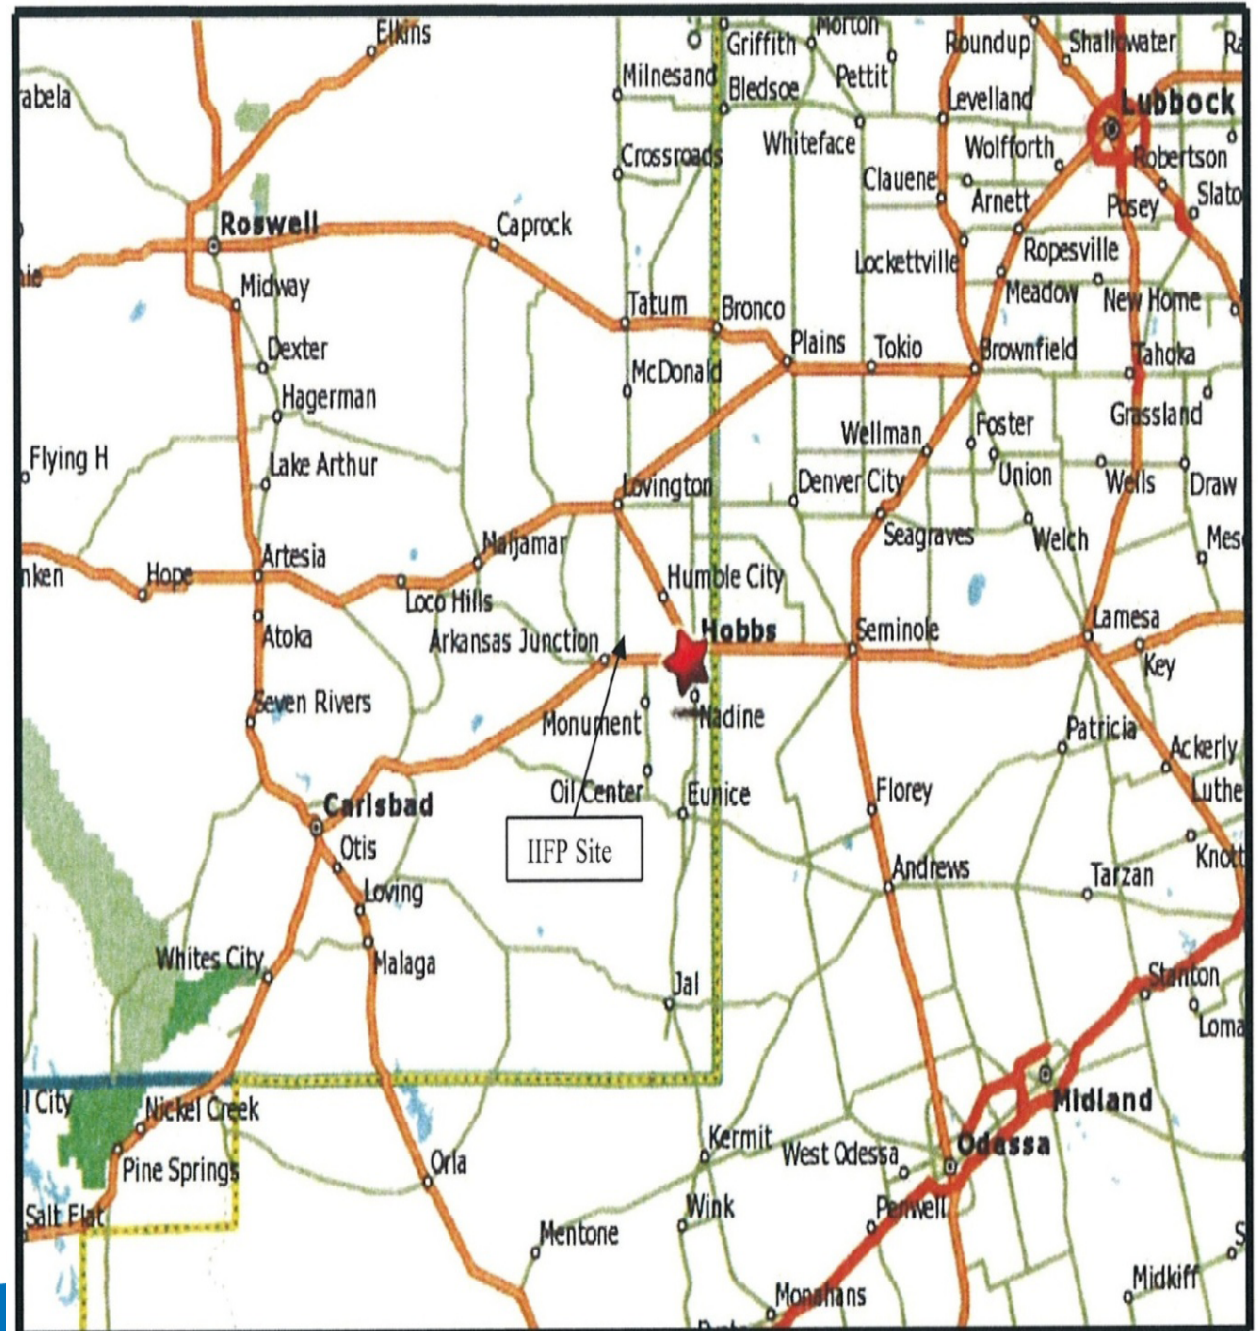 Elkins
Morton
Griffith
Roundup
Shallowater
Milnesand
Pettit
Bledsoe
Levelland
Lubbock
Whiteface
Wolfforth
Robertson
Crossroads
Clauene
Arnett
Posey
Roswell
Caprock
Ropesville
Lockettville
Midway
Meadow
New Home
Tatum
Bronco
Plains
Tokio
Brownfield
Tahoka
Dexter
McDonald
Hagerman
Grassland
Foster
Wellman
Flying H
Lake Arthur
Union
Wells
Draw
Lovington
Denver City
Seagraves
Welch
Maljamar
Artesia
Hope
Humble City
Loco Hills
Atoka
Arkansas Junction
Hobbs
Seminole
Lamesa
Key
Seven Rivers
Monument
Nadine
Patricia
Ackerly
Oil Center
Eunice
Florey
Luthe
Carlsbad
IIFP Site
Otis
Knott
Loving
Andrews
Tarzan
Whites City
Malaga
Jal
Stanton
Loma
l City
Nickel Creek
Midland
Kermit
Odessa
West Odessa
Pine Springs
Orla
Salt Flat
Wink
Penwell
Mentone
Midkiff
Monahans